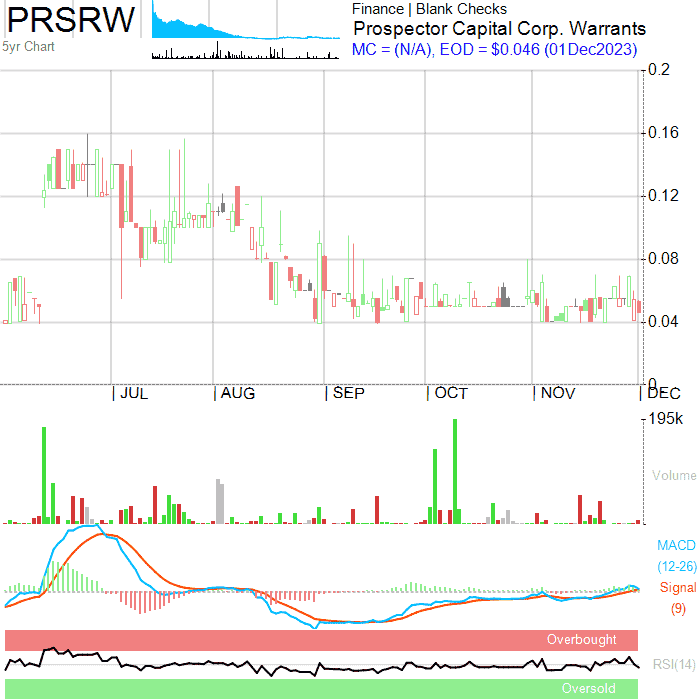 PRSRW
5yr Chart
Finance | Blank Checks
Prospector Capital Corp. Warrants
MC = (N/A), EOD = $0.046 (01Dec2023)
0.2
0.16
0.12
0.08
0.04
0
| JUL | AUG | SEP | OCT | NOV | DEC
195k
Volume
MACD
(12-26)
Signal
(9)
Overbought
RSI(14)
Oversold